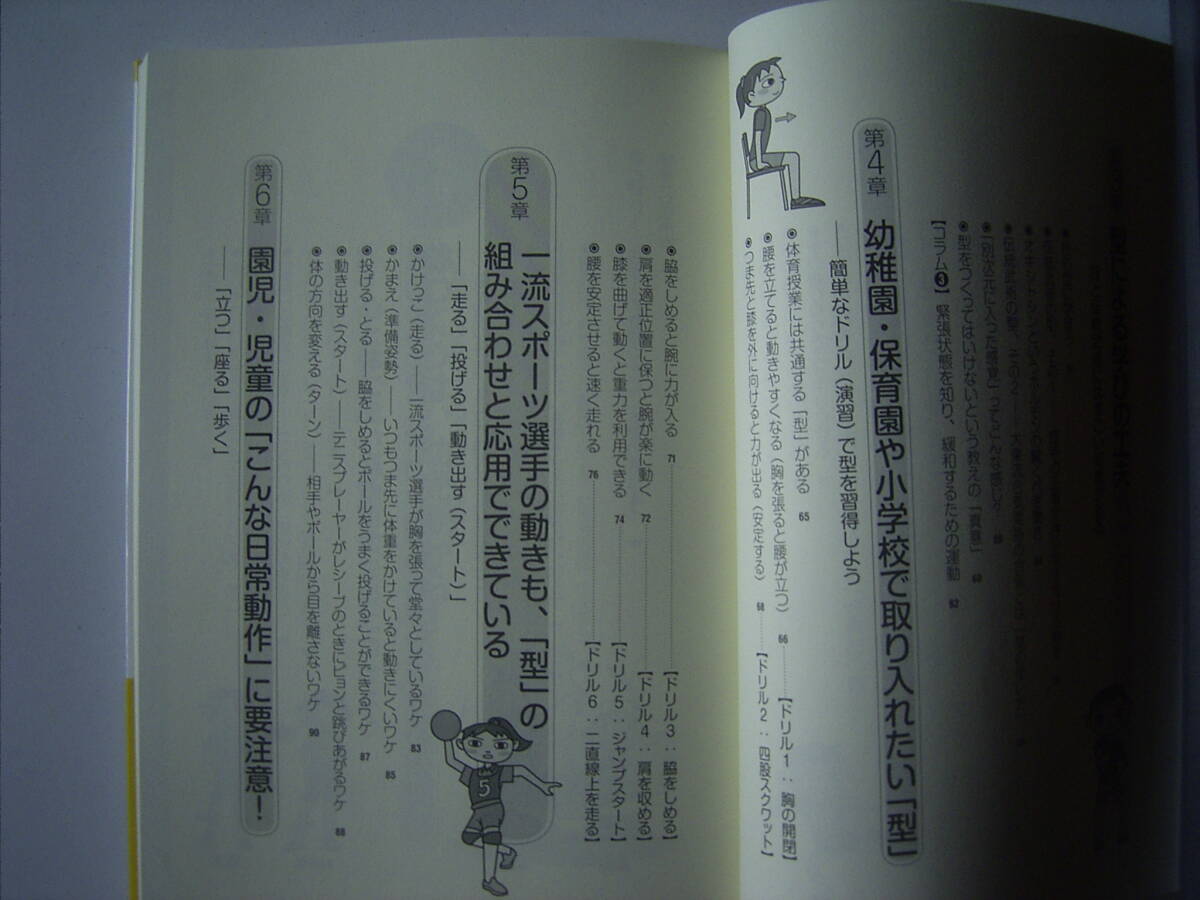 型をつくってはいけないという教えの「真意」 60
【コラム❸】緊張状態を知り、緩和するための運動 62
第4章 幼稚園・保育園や小学校で取り入れたい「型」
――簡単なドリル(演習)で型を習得しよう
◉体育授業には共通する「型」がある 65
◉腰を立てると動きやすくなる(胸を張ると腰が立つ) 66 ……【ドリル1:胸の開閉】
◉つま先と膝を外に向けると力が出る(安定する) 68 ……【ドリル2:四股スクワット】
◉脇をしめると腕に力が入る 71 ……【ドリル3:脇をしめる】
◉肩を適正位置に保つと腕が楽に動く 72 ……【ドリル4:肩を収める】
◉膝を曲げて動くと重力を利用できる 74 ……【ドリル5:ジャンプスタート】
◉腰を安定させると速く走れる 76 ……【ドリル6:二直線上を走る】
第5章 一流スポーツ選手の動きも、「型」の
組み合わせと応用でできている
――「走る」「投げる」「動き出す(スタート)」
◉かけっこ(走る)――一流スポーツ選手が胸を張って堂々としているワケ 83
◉かまえ(準備姿勢)――いつもつま先に体重をかけていると動きにくいワケ 85
◉投げる・とる――脇をしめるとボールをうまく投げることができるワケ 87
◉動き出す(スタート)――テニスプレーヤーがレシーブのときにピョンと跳びあがるワケ 88
◉体の方向を変える(ターン)――相手やボールから目を離さないワケ 90
5
第6章 園児・児童の「こんな日常動作」に要注意!
――「立つ」「座る」「歩く」